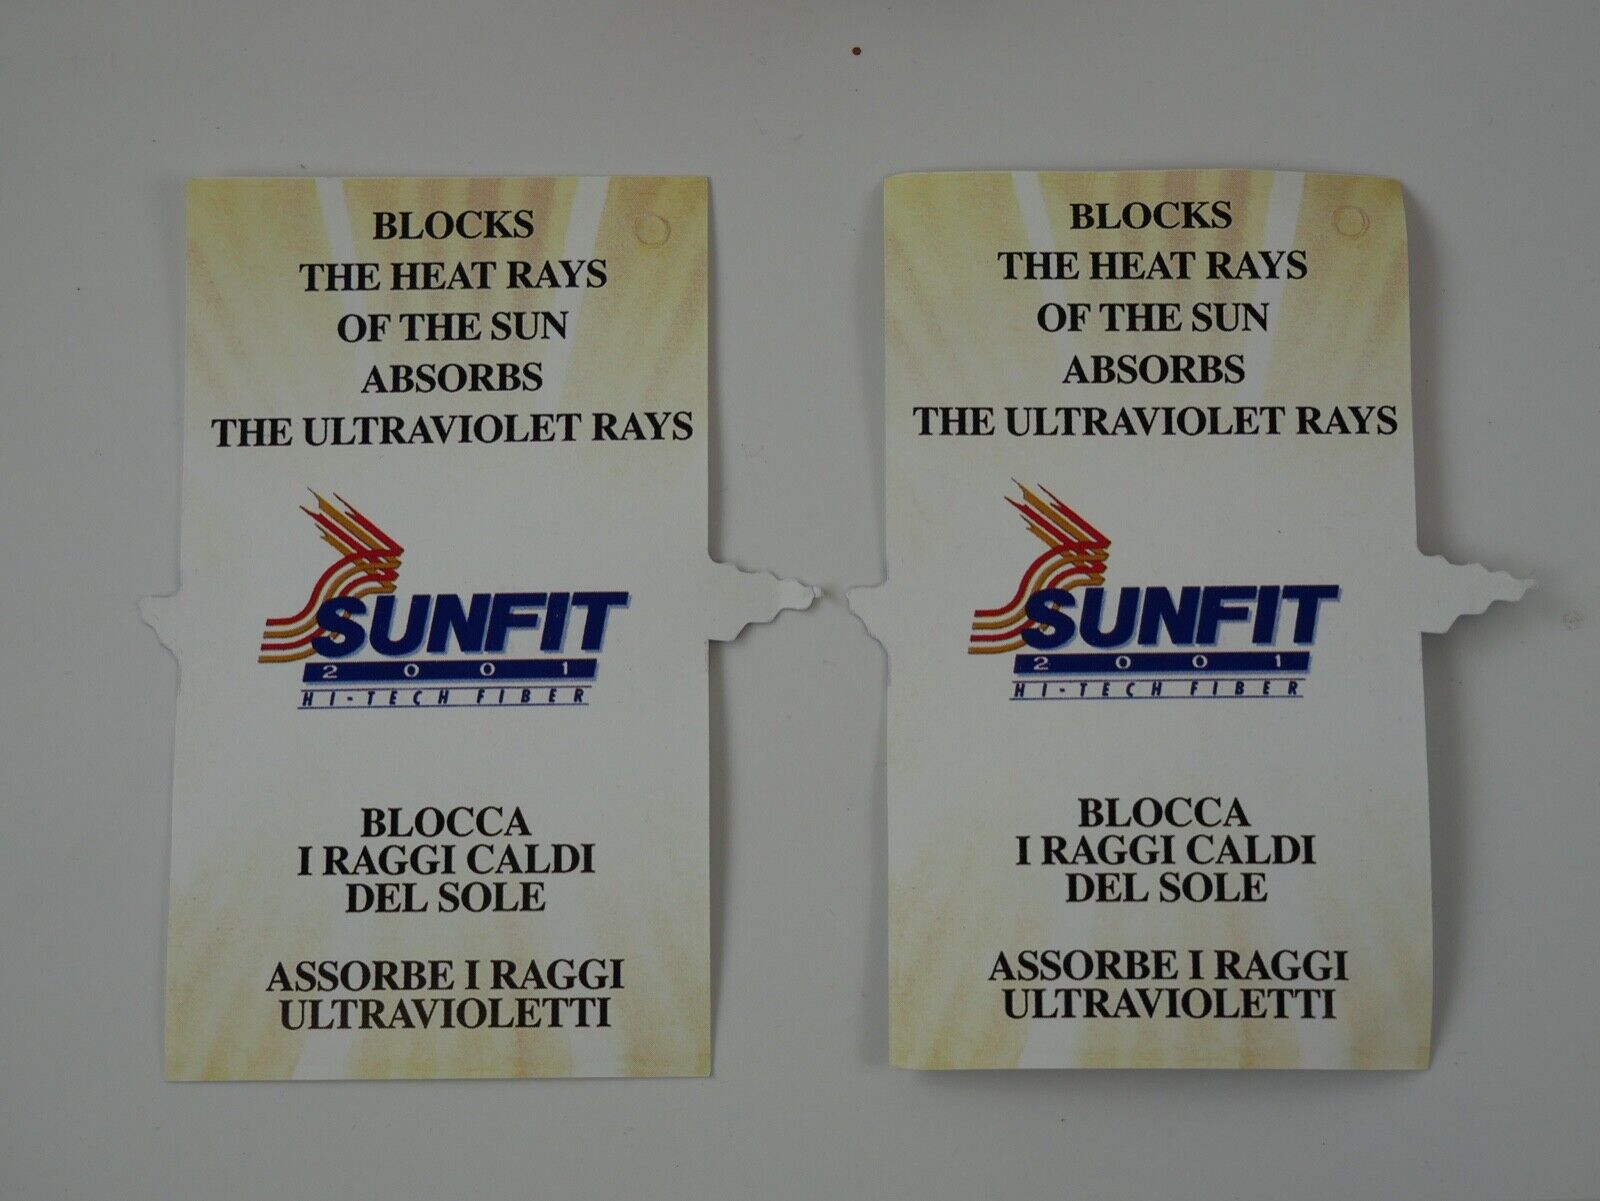 BLOCKS
THE HEAT RAYS
OF THE SUN
ABSORBS
THE ULTRAVIOLET RAYS
SUNFIT
2001
HI-TECH FIBER
BLOCCA
I RAGGI CALDI
DEL SOLE
ASSORBE I RAGGI
ULTRAVIOLETTI
BLOCKS
THE HEAT RAYS
OF THE SUN
ABSORBS
THE ULTRAVIOLET RAYS
SUNFIT
2001
HI-TECH FIBER
BLOCCA
I RAGGI CALDI
DEL SOLE
ASSORBE I RAGGI
ULTRAVIOLETTI